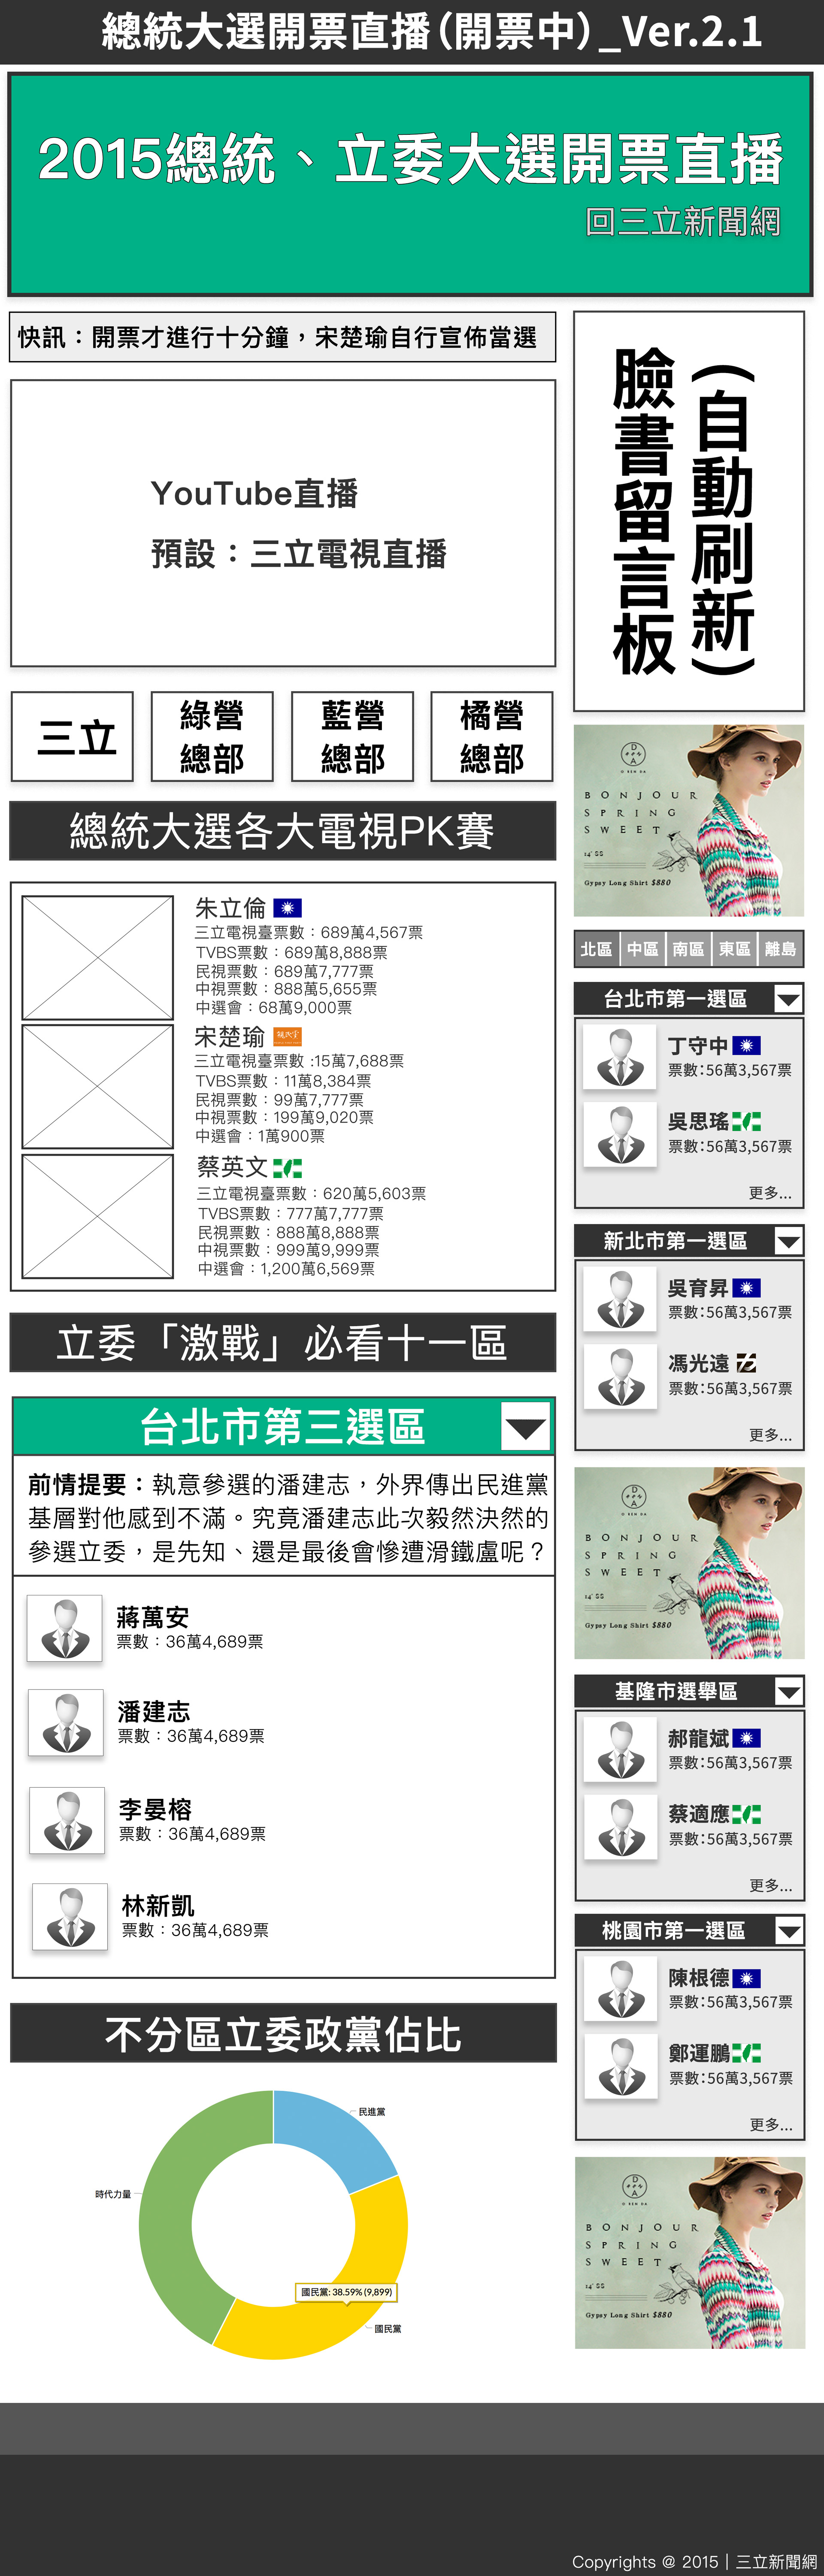 總統大選開票直播(開票中)_Ver.2.1
2015總統、立委大選開票直播
回三立新聞網
快訊：開票才進行十分鐘，宋楚瑜自行宣佈當選
YouTube直播
預設：三立電視直播
三立
綠營
總部
藍營
總部
橘營
總部
總統大選各大電視PK賽
朱立倫
三立電視臺票數：689萬4,567票
TVBS票數：689萬8,888票
民視票數：689萬7,777票
中視票數：888萬5,655票
中選會：68萬9,000票
宋楚瑜
三立電視臺票數 :15萬7,688票
TVBS票數：11萬8,384票
民視票數：99萬7,777票
中視票數：199萬9,020票
中選會：1萬900票
蔡英文
三立電視臺票數：620萬5,603票
TVBS票數：777萬7,777票
民視票數：888萬8,888票
中視票數：999萬9,999票
中選會：1,200萬6,569票
立委「激戰」必看十一區
台北市第三選區
前情提要：執意參選的潘建志，外界傳出民進黨
基層對他感到不滿。究竟潘建志此次毅然決然的
參選立委，是先知、還是最後會慘遭滑鐵盧呢？
蔣萬安
票數：36萬4,689票
潘建志
票數：36萬4,689票
李晏榕
票數：36萬4,689票
林新凱
票數：36萬4,689票
不分區立委政黨佔比
民進黨
時代力量
國民黨: 38.59% (9,899)
國民黨
(自動刷新)
臉書留言板
D
A
D SEN DA
BONJOUR
SPRING
SWEET
14' SS
Gypsy Long Shirt $880
北區
中區
南區
東區
離島
台北市第一選區
丁守中
票數:56萬3,567票
吳思瑤
票數:56萬3,567票
更多...
新北市第一選區
吳育昇
票數:56萬3,567票
馮光遠
票數:56萬3,567票
更多...
D
A
D SEN DA
BONJOUR
SPRING
SWEET
14' SS
Gypsy Long Shirt $880
基隆市選舉區
郝龍斌
票數:56萬3,567票
蔡適應
票數:56萬3,567票
更多...
桃園市第一選區
陳根德
票數:56萬3,567票
鄭運鵬
票數:56萬3,567票
更多...
D
A
D SEN DA
BONJOUR
SPRING
SWEET
14' SS
Gypsy Long Shirt $880
Copyrights @ 2015｜三立新聞網